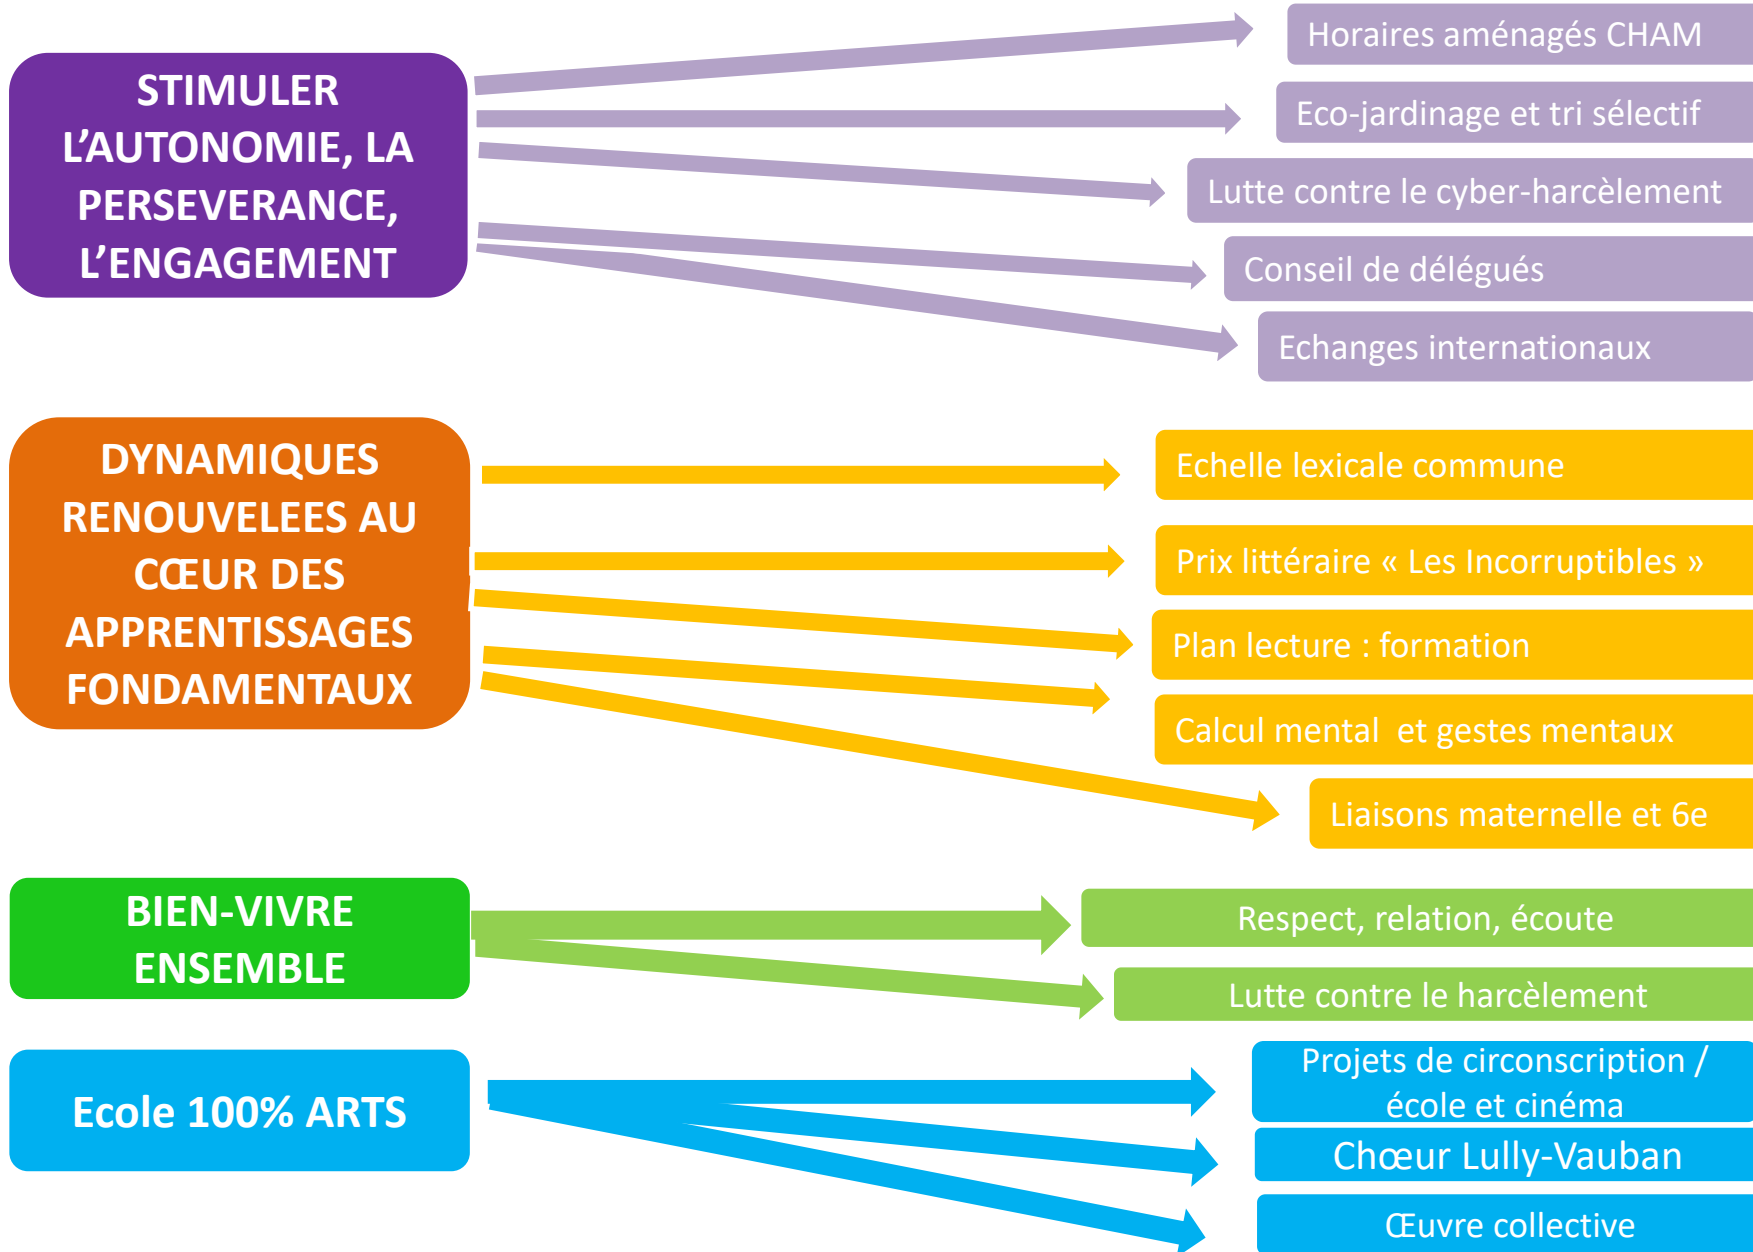 STIMULER
L’AUTONOMIE, LA
PERSEVERANCE,
L’ENGAGEMENT
Horaires aménagés CHAM
Eco-jardinage et tri sélectif
Lutte contre le cyber-harcèlement
Conseil de délégués
Echanges internationaux
DYNAMIQUES
RENOUVELEES AU
CŒUR DES
APPRENTISSAGES
FONDAMENTAUX
Echelle lexicale commune
Prix littéraire « Les Incorruptibles »
Plan lecture : formation
Calcul mental et gestes mentaux
Liaisons maternelle et 6e
BIEN-VIVRE
ENSEMBLE
Respect, relation, écoute
Lutte contre le harcèlement
Ecole 100% ARTS
Projets de circonscription /
école et cinéma
Chœur Lully-Vauban
Œuvre collective